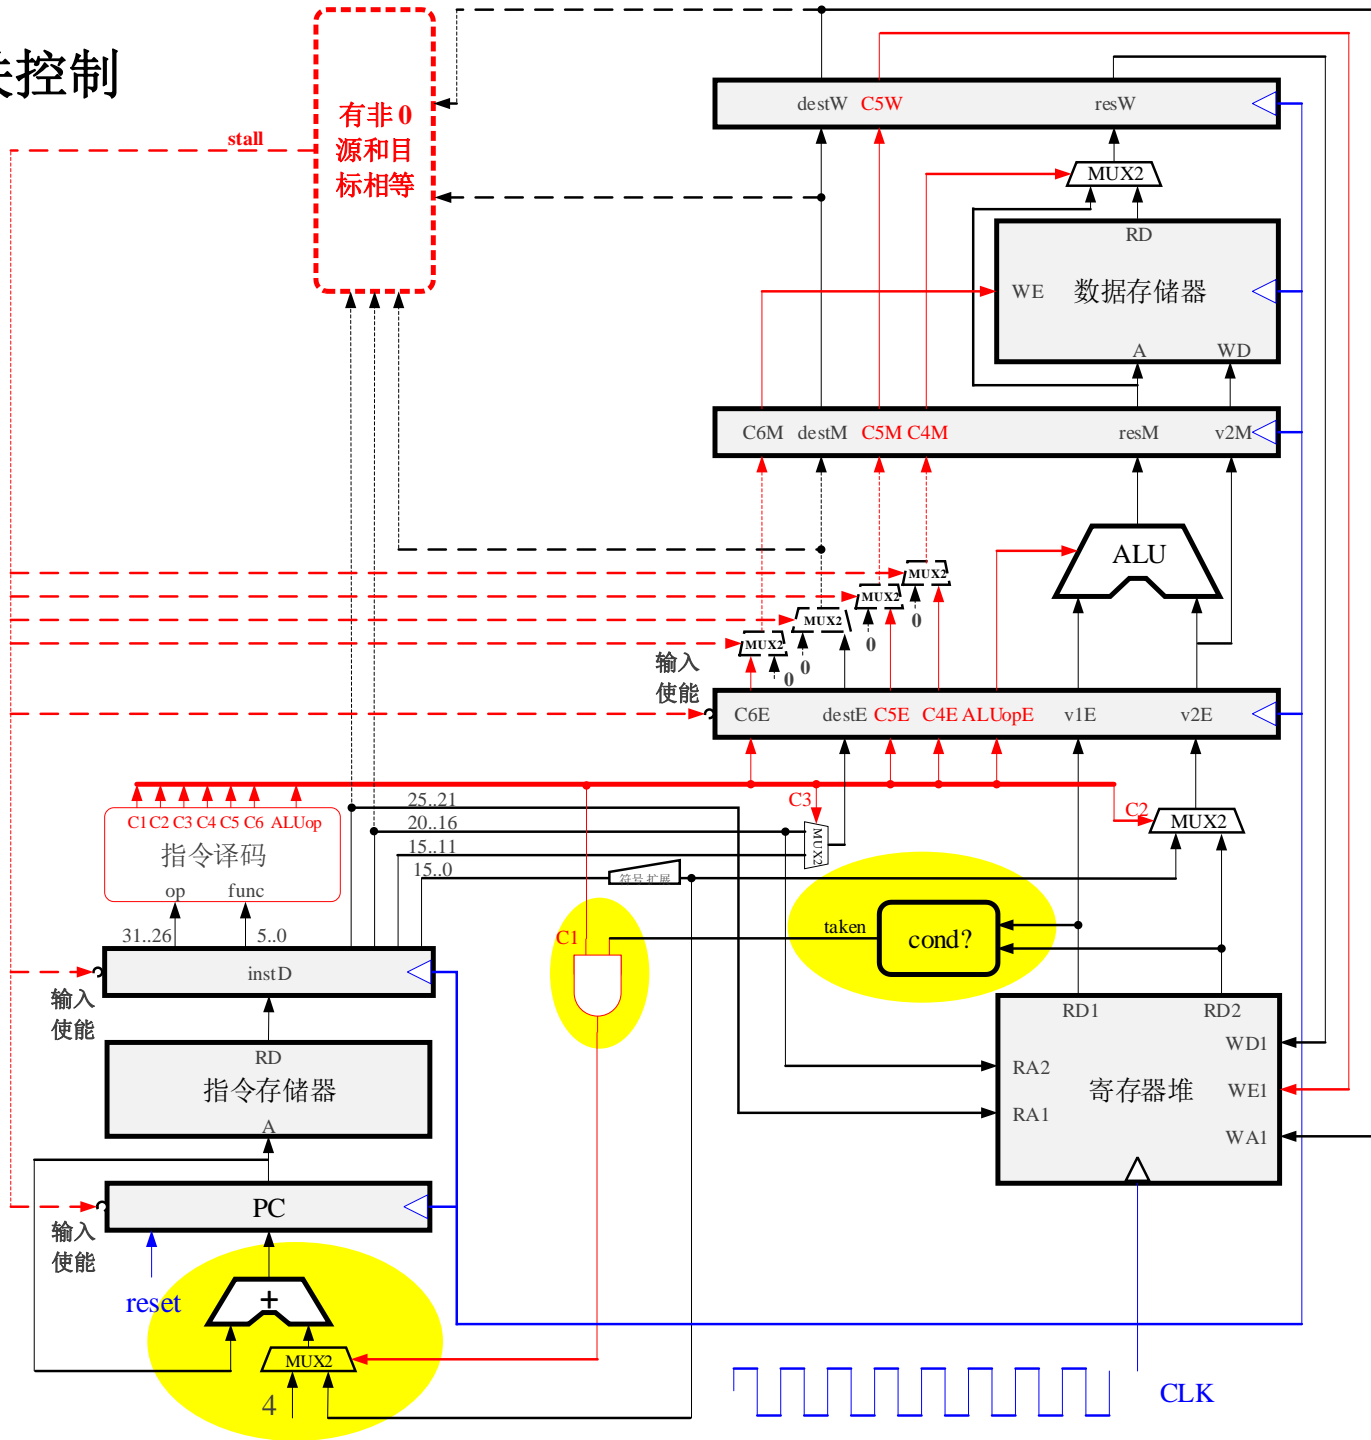 关控制
有非 0
源和目
标相等
stall
destW C5W resW
MUX2
RD
WE 数据存储器
A WD
C6M destM C5M C4M resM v2M
ALU
MUX2
MUX2
MUX2
MUX2
0
0
0
0
输入
使能
C6E destE C5E C4E ALUopE v1E v2E
C1 C2 C3 C4 C5 C6 ALUop
指令译码
op func
31..26 5..0
25..21
20..16
15..11
15..0
C3
MUX2
C2
MUX2
符号扩展
C1
taken
cond?
instD
输入
使能
RD
指令存储器
A
RD1 RD2
WD1
RA2 寄存器堆 WE1
RA1
WA1
PC
输入
使能
reset
+
MUX2
4
CLK